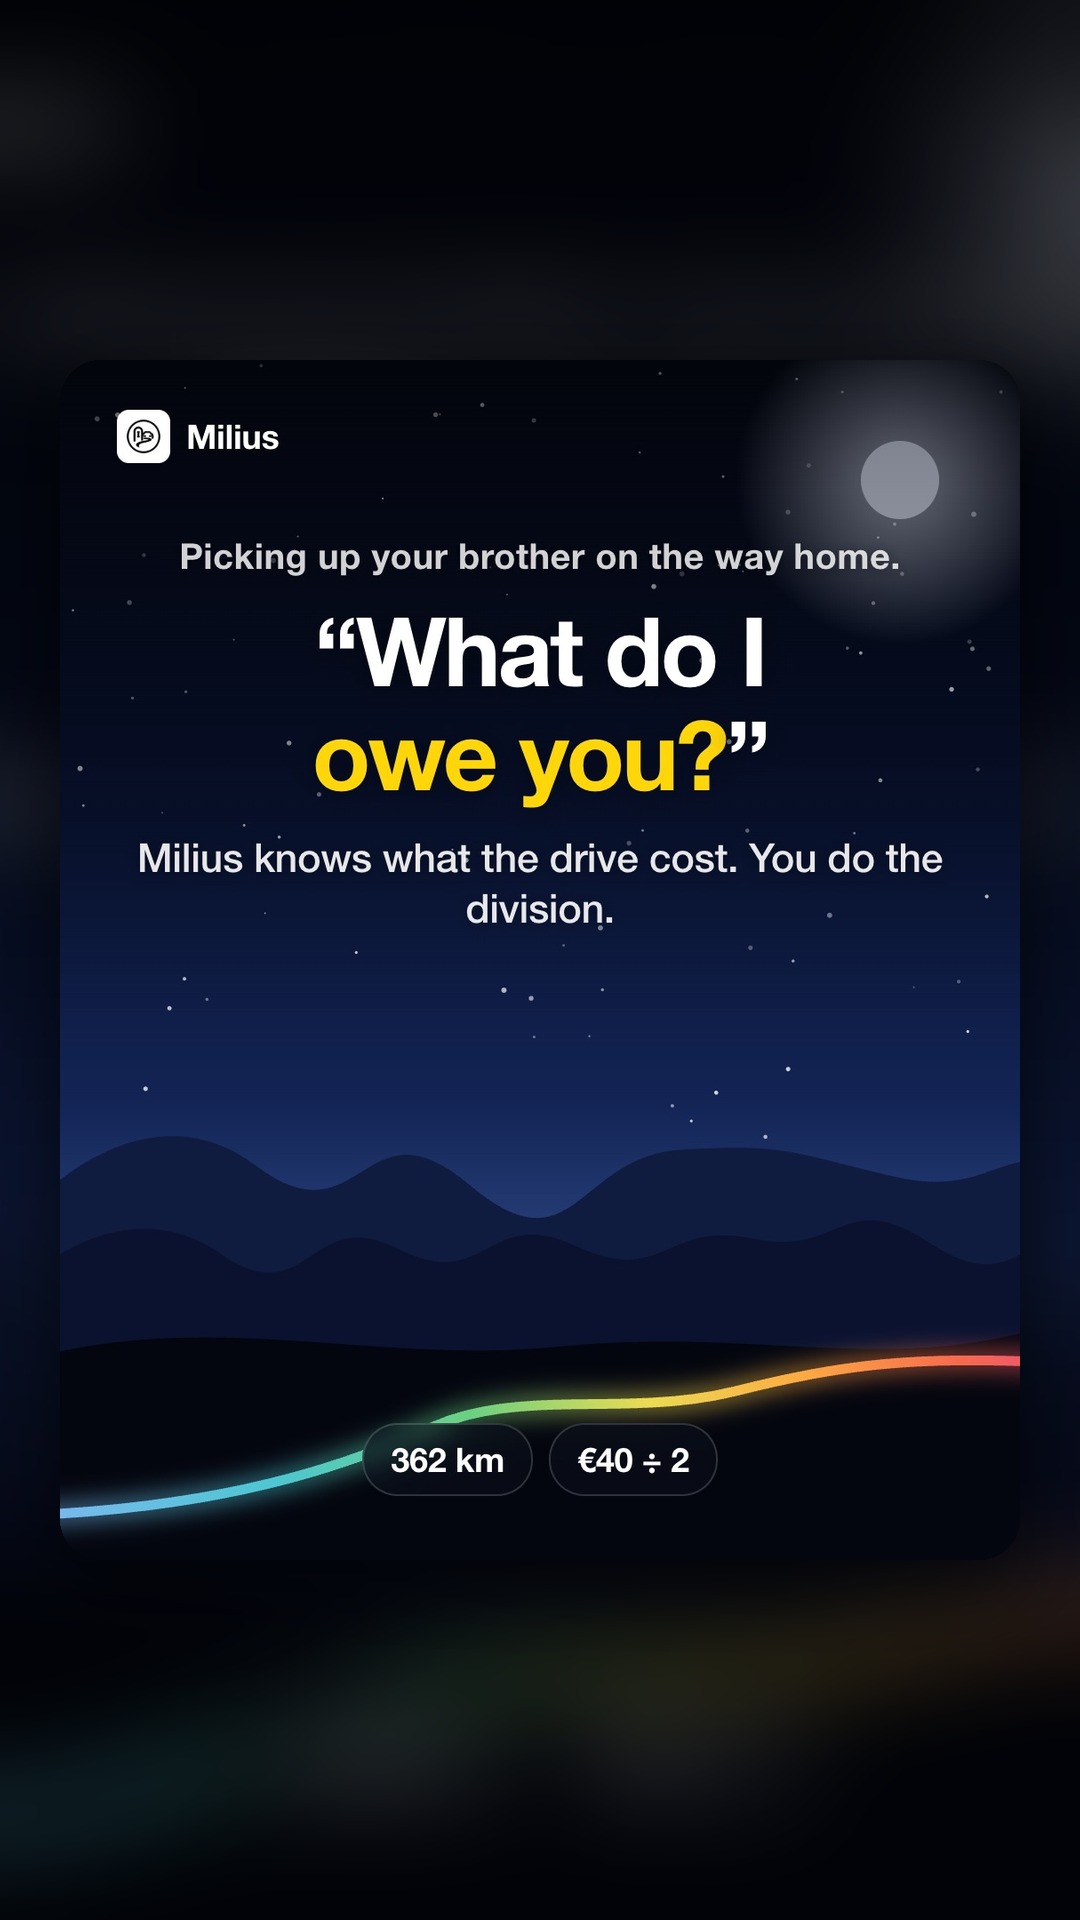 Milius
Picking up your brother on the way home.
“What do I
owe you?”
Milius knows what the drive cost. You do the
division.
362 km
€40 ÷ 2